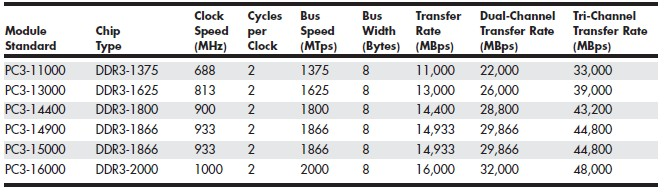 Clock Cycles Bus Bus Transfer Dual-Channel Tri-Channel
Module Chip Speed per Speed Width Rate Transfer Rate Transfer Rate
Standard Type (MHz) Clock (MTps) (Bytes) (MBps) (MBps) (MBps)
PC3-11000 DDR3-1375 688 2 1375 8 11,000 22,000 33,000
PC3-13000 DDR3-1625 813 2 1625 8 13,000 26,000 39,000
PC3-14400 DDR3-1800 900 2 1800 8 14,400 28,800 43,200
PC3-14900 DDR3-1866 933 2 1866 8 14,933 29,866 44,800
PC3-15000 DDR3-1866 933 2 1866 8 14,933 29,866 44,800
PC3-16000 DDR3-2000 1000 2 2000 8 16,000 32,000 48,000